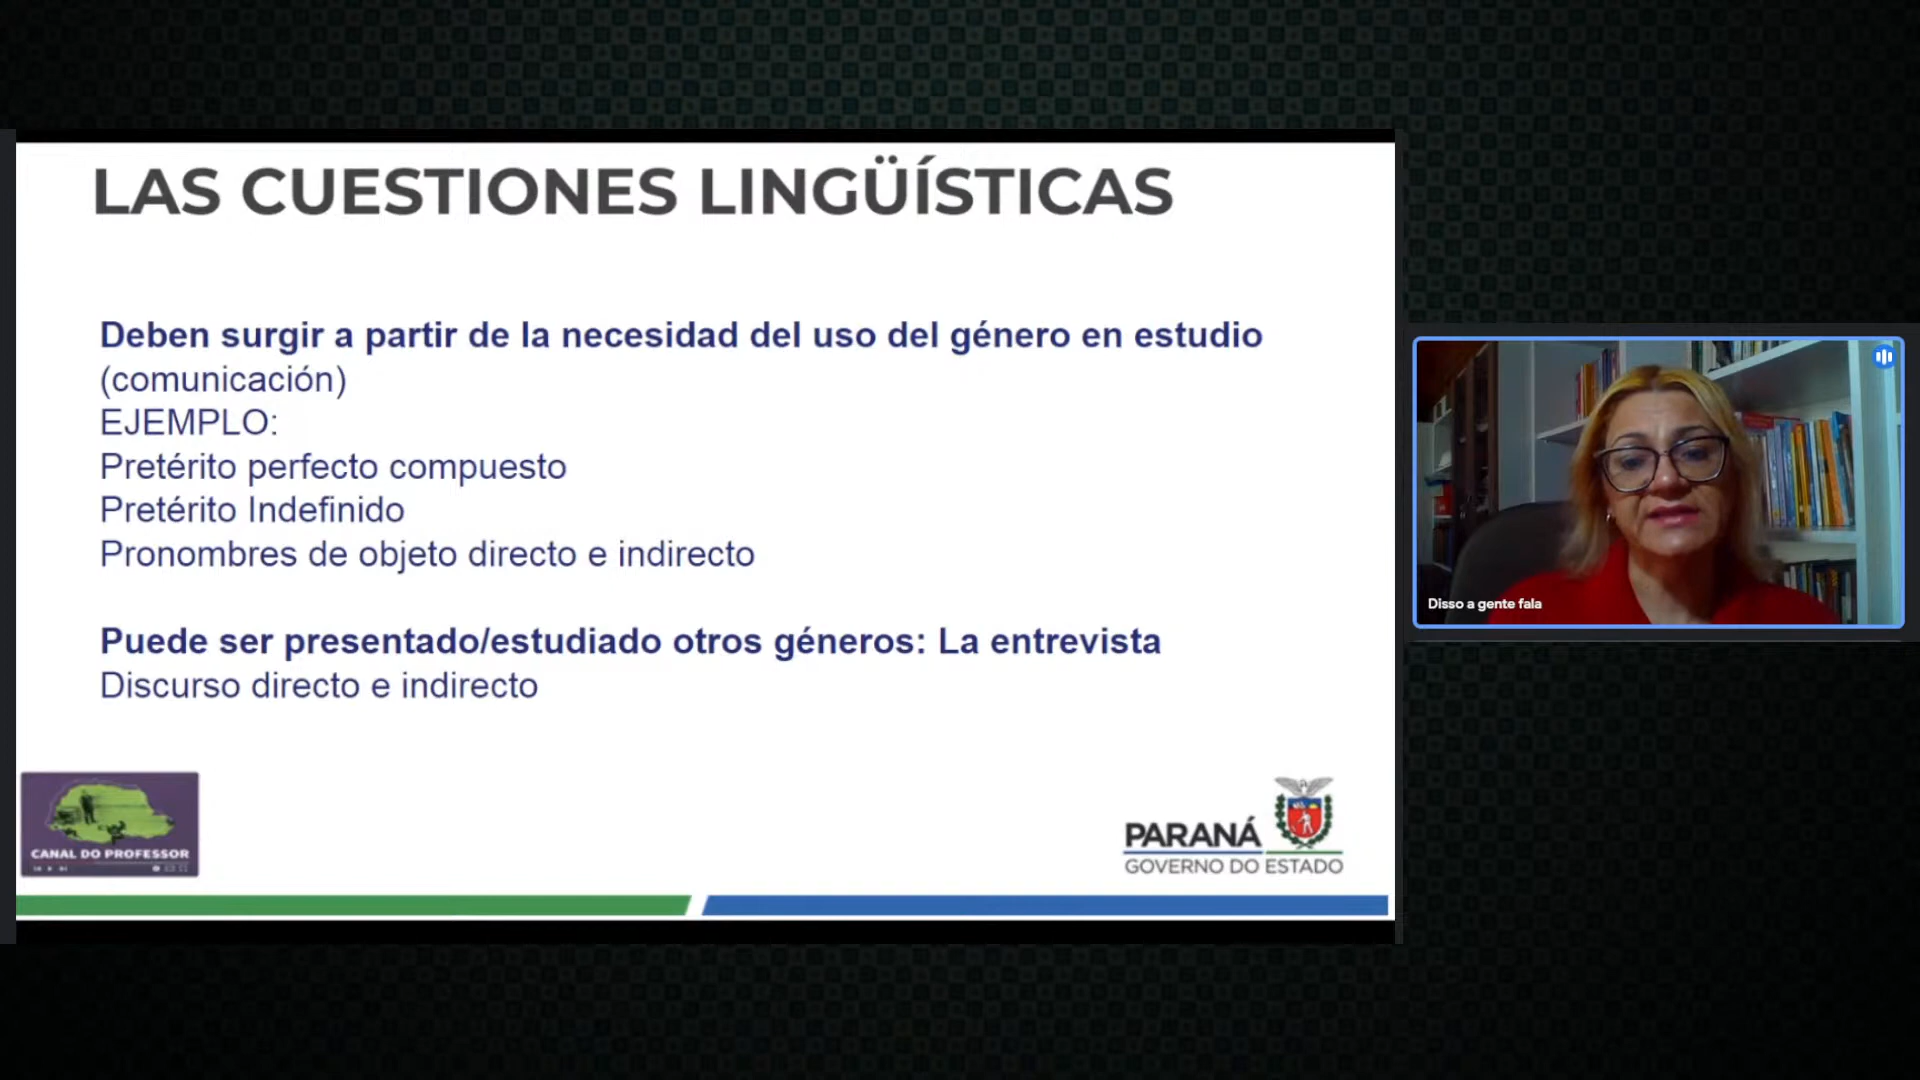 LAS CUESTIONES LINGÜÍSTICAS
Deben surgir a partir de la necesidad del uso del género en estudio
(comunicación)
EJEMPLO:
Pretérito perfecto compuesto
Pretérito Indefinido
Pronombres de objeto directo e indirecto
Puede ser presentado/estudiado otros géneros: La entrevista
Discurso directo e indirecto
CANAL DO PROFESSOR
PARANÁ
GOVERNO DO ESTADO
Disso a gente fala